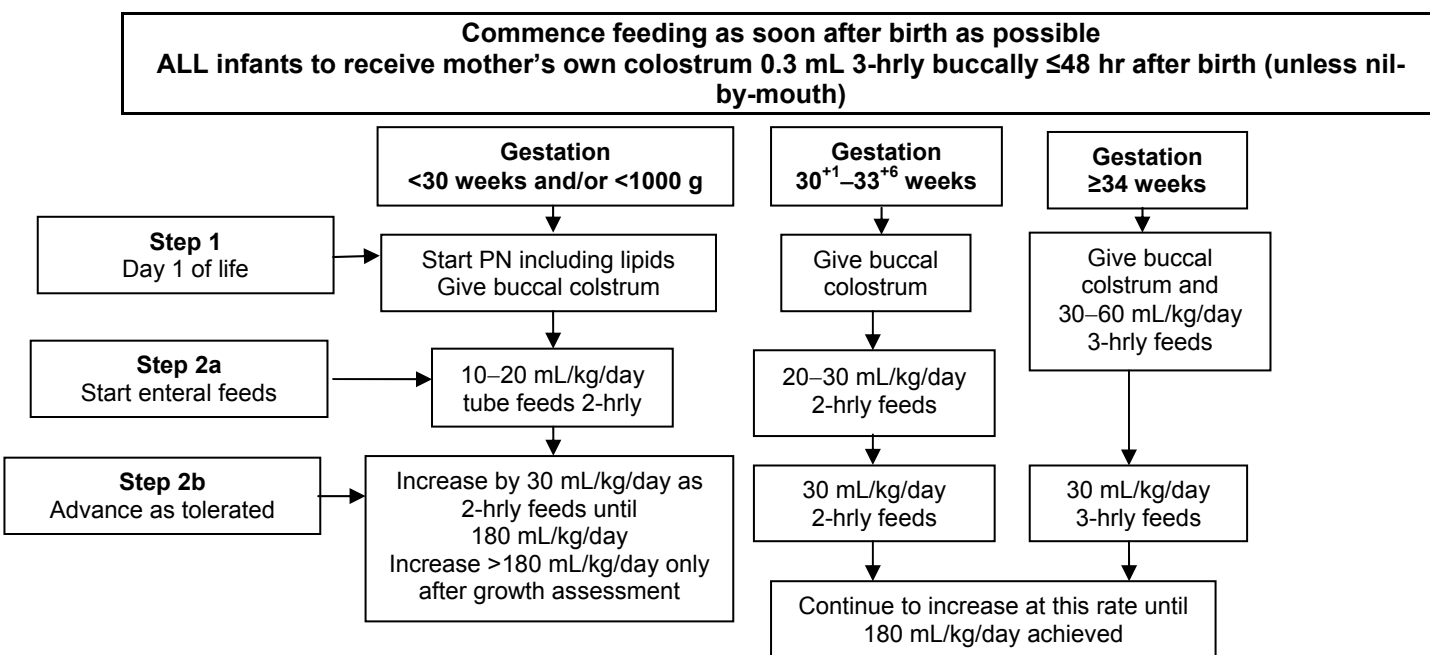 Commence feeding as soon after birth as possible
ALL infants to receive mother's own colostrum 0.3 mL 3-hrly buccally ≤48 hr after birth (unless nil-
by-mouth)
Gestation
<30 weeks and/or <1000 g
Gestation
30+1–33+6 weeks
Gestation
≥34 weeks
Step 1
Day 1 of life
Start PN including lipids
Give buccal colstrum
Give buccal
colostrum
Give buccal
colstrum and
30–60 mL/kg/day
3-hrly feeds
Step 2a
Start enteral feeds
10–20 mL/kg/day
tube feeds 2-hrly
20–30 mL/kg/day
2-hrly feeds
Step 2b
Advance as tolerated
Increase by 30 mL/kg/day as
2-hrly feeds until
180 mL/kg/day
Increase >180 mL/kg/day only
after growth assessment
30 mL/kg/day
2-hrly feeds
30 mL/kg/day
3-hrly feeds
Continue to increase at this rate until
180 mL/kg/day achieved